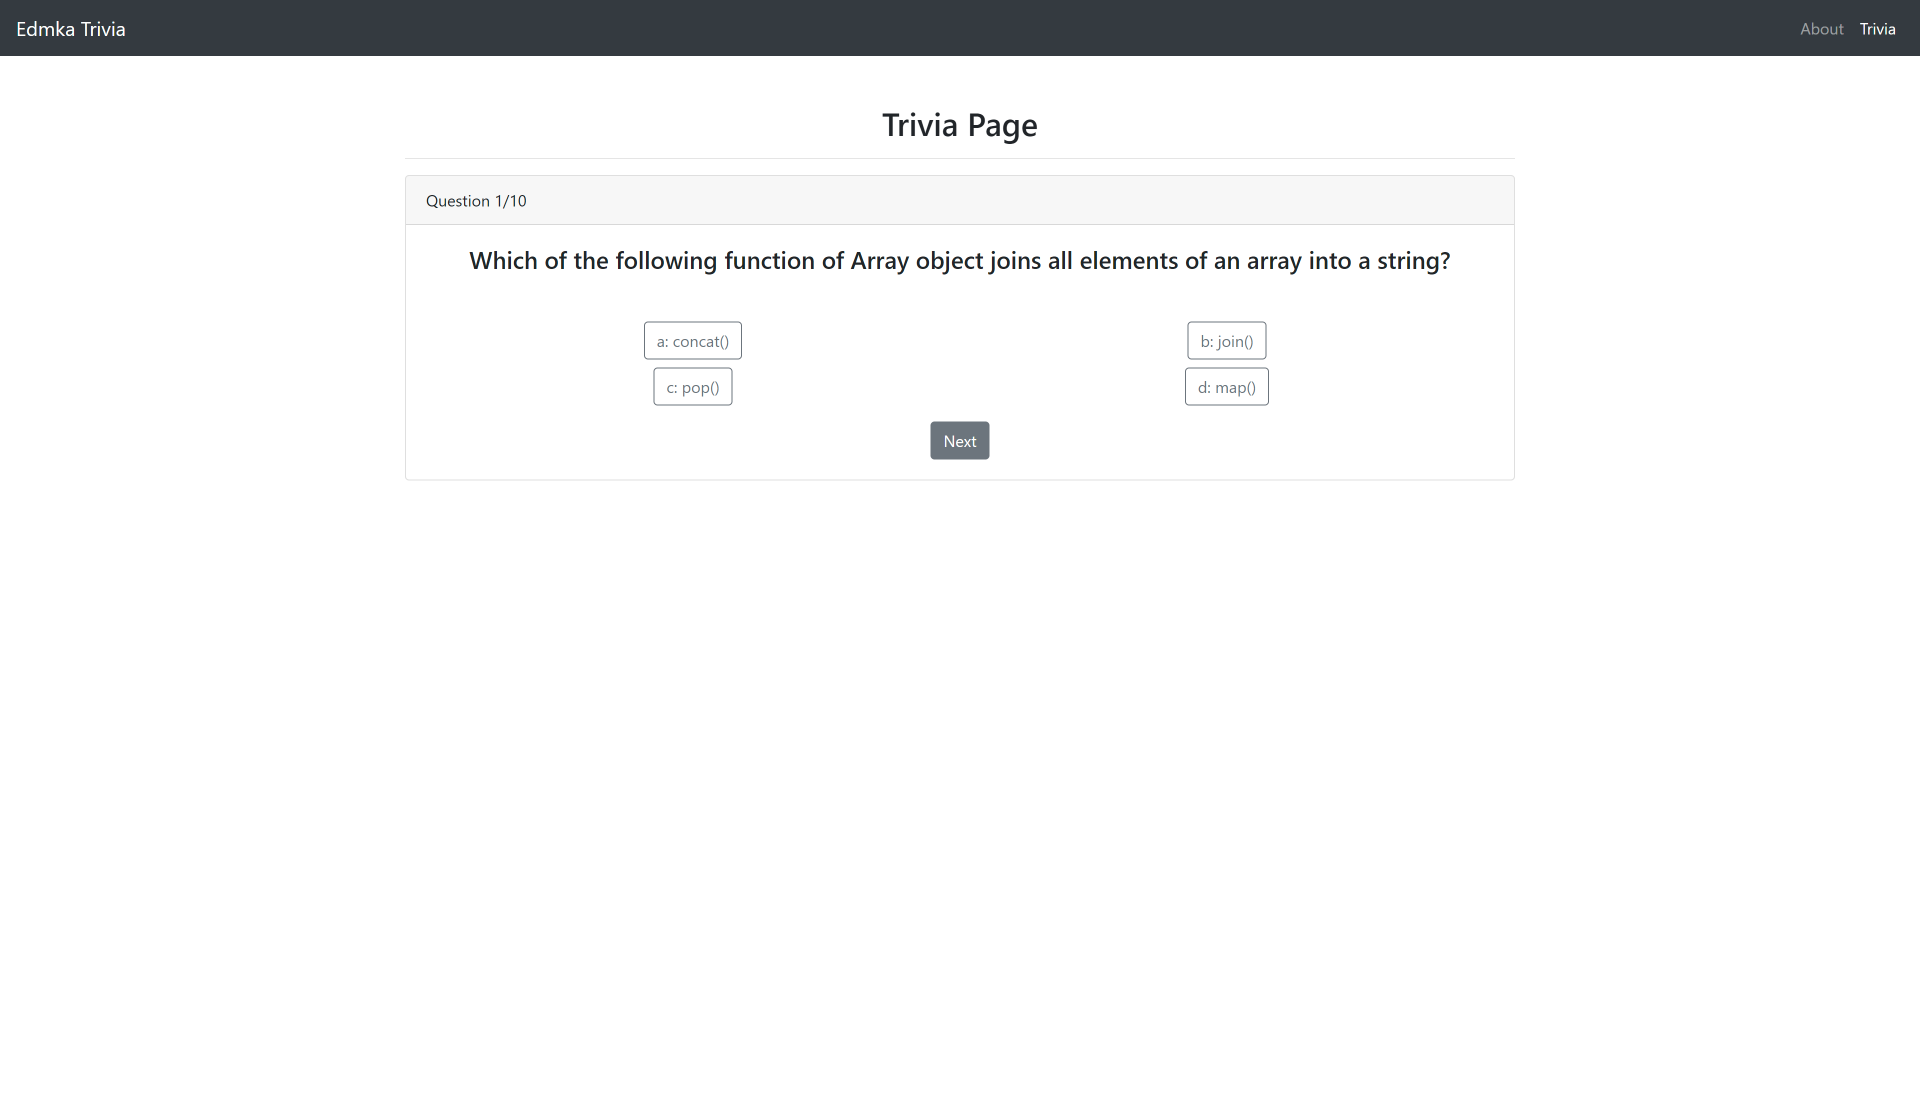 Edmka Trivia
About Trivia
Trivia Page
Question 1/10
Which of the following function of Array object joins all elements of an array into a string?
a: concat()
b: join()
c: pop()
d: map()
Next